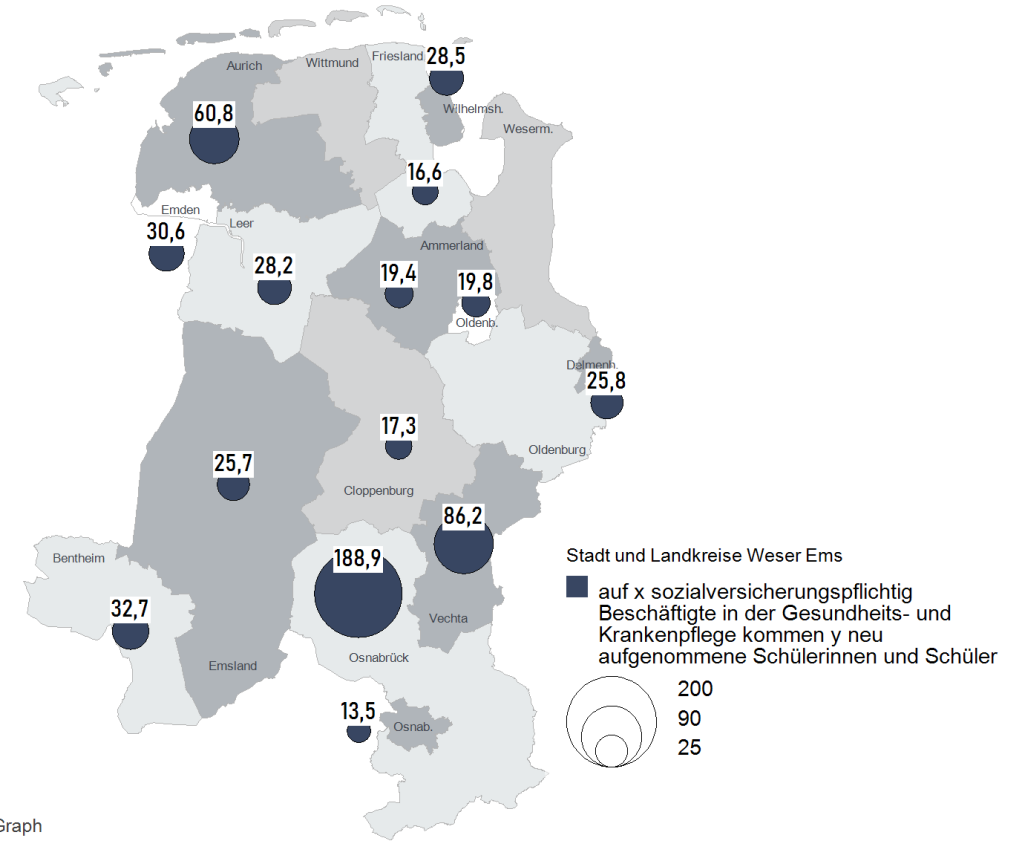 Friesland
28,5
Aurich
Wittmund
Wilhelmsh.
60,8
Weserm.
16,6
Emden
Leer
30,6
Ammerland
28,2
19,4
19,8
Oldenb.
Delmenh.
25,8
17,3
Oldenburg
25,7
Cloppenburg
86,2
188,9
Bentheim
32,7
Vechta
Osnabrück
Emsland
13,5
Osnab.
Stadt und Landkreise Weser Ems
auf x sozialversicherungspflichtig
Beschäftigte in der Gesundheits- und
Krankenpflege kommen y neu
aufgenommene Schülerinnen und Schüler
200
90
25
Graph